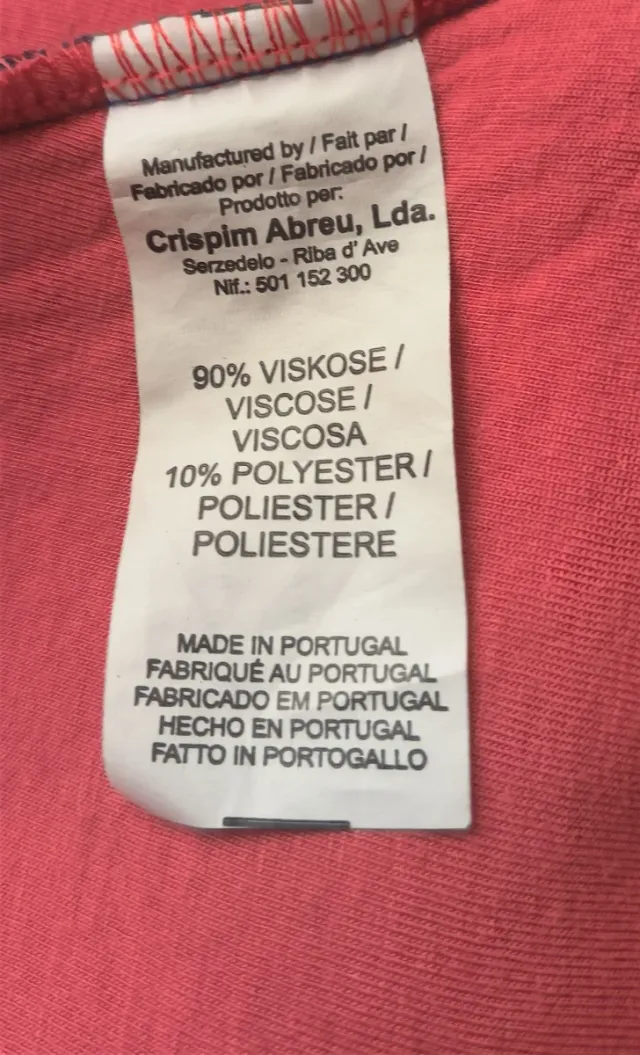 Manufactured by / Fait par /
Fabricado por / Fabricado por /
Prodotto per:
Crispim Abreu, Lda.
Serzedelo - Riba d' Ave
Nif.: 501 152 300
90% VISKOSE /
VISCOSE /
VISCOSA
10% POLYESTER /
POLIESTER /
POLIESTERE
MADE IN PORTUGAL
FABRIQUÉ AU PORTUGAL
FABRICADO EM PORTUGAL
HECHO EN PORTUGAL
FATTO IN PORTOGALLO